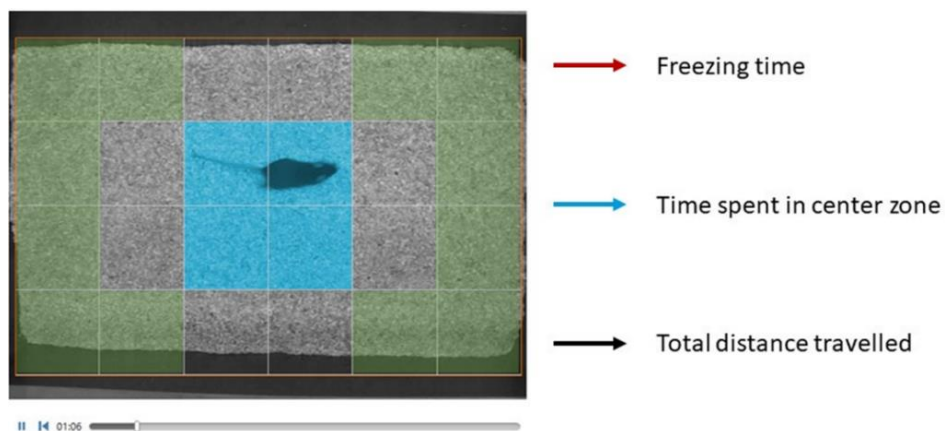 Freezing time
Time spent in center zone
Total distance travelled
01:06